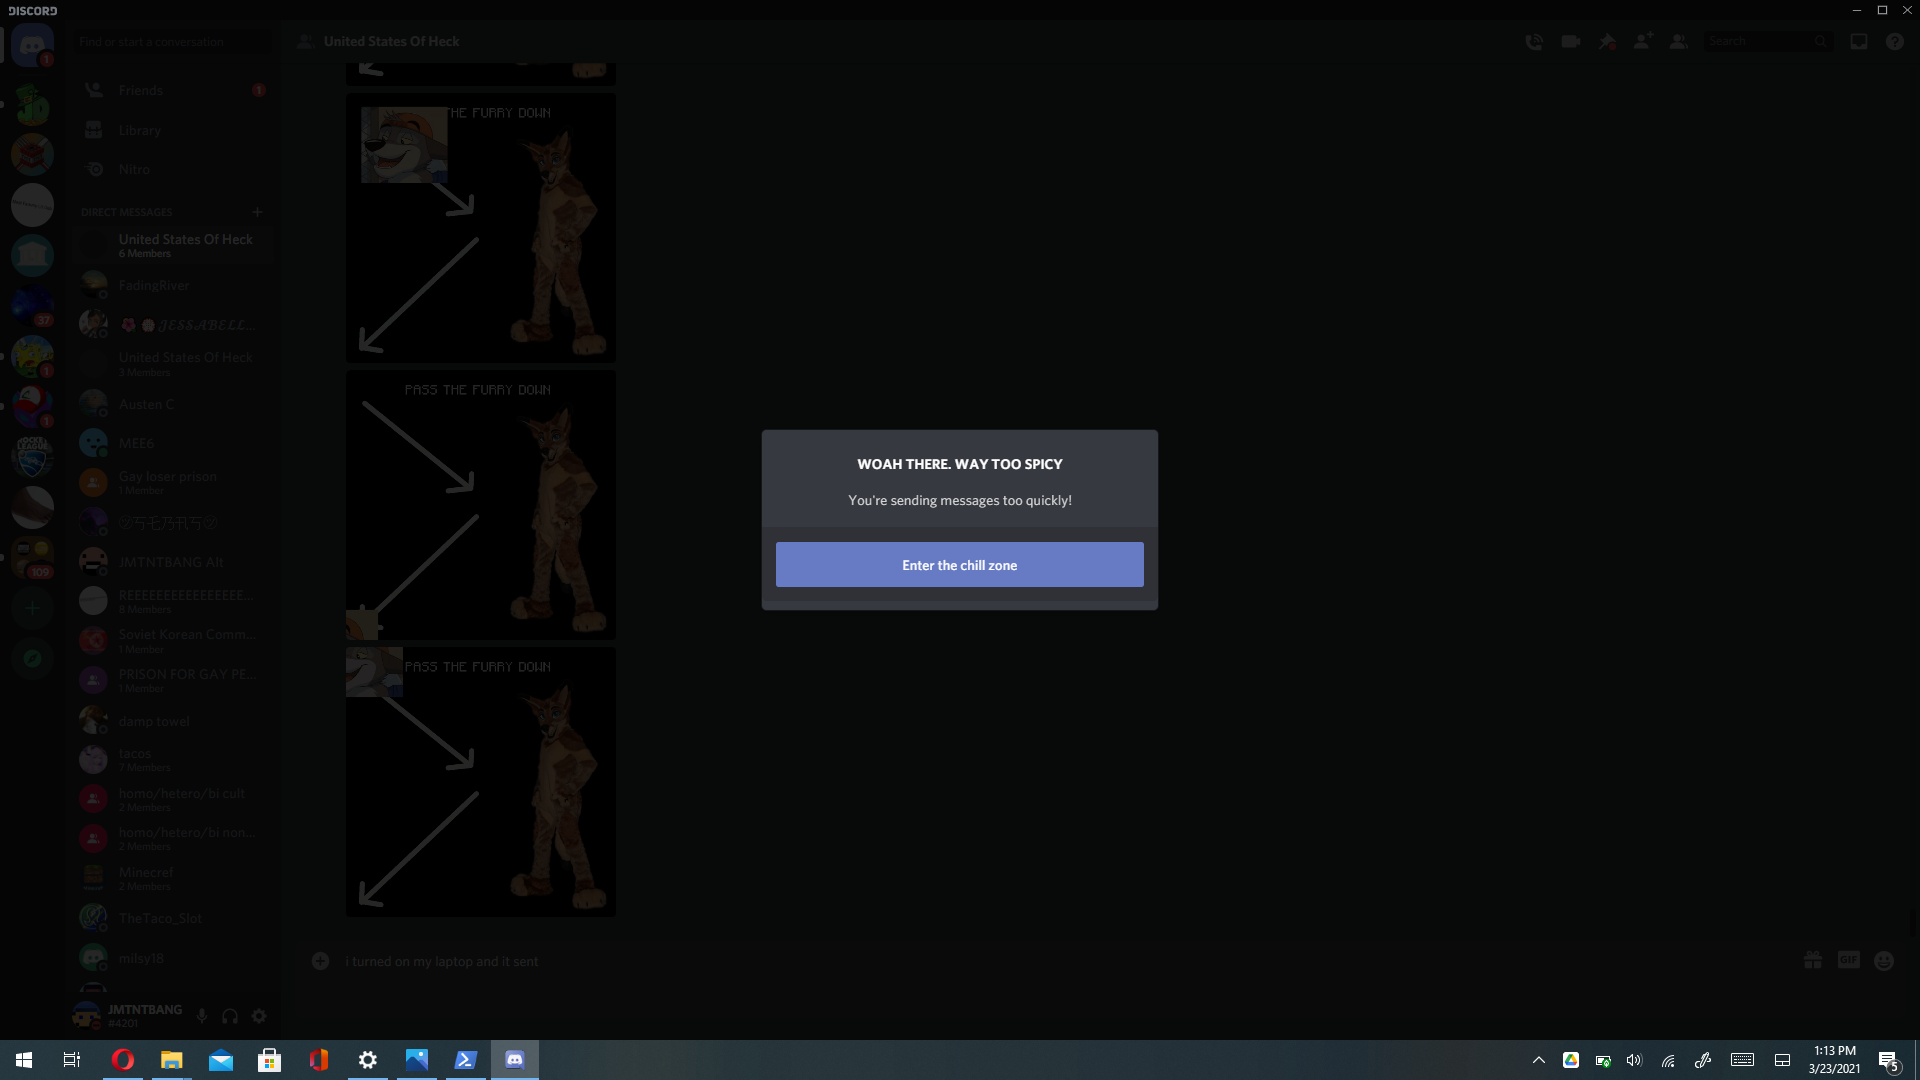 DISCORD
Find or start a conversation
United States Of Heck
Search
1
Friends
1
Library
Nitro
DIRECT MESSAGES
United States Of Heck
6 Members
FadingRiver
🌺 🏐 𝓙𝓔𝓢𝓢𝓐𝓑𝓔𝓛𝓛...
United States Of Heck
3 Members
Austen C
MEE6
Gay loser prison
1 Member
JMTNTBANG Alt
REEEEEEEEEEEEEEEE...
8 Members
Soviet Korean Comm...
1 Member
PRISON FOR GAY PE...
1 Member
damp towel
tacos
7 Members
homo/hetero/bi cult
2 Members
homo/hetero/bi non...
2 Members
Minecref
2 Members
TheTaco_Slot
milsy18
JMTNTBANG
#4201
37
1
1
ROCKET
LEAGUE
109
HE FURRY DOWN
PASS THE FURRY DOWN
PASS THE FURRY DOWN
WOAH THERE. WAY TOO SPICY
You're sending messages too quickly!
Enter the chill zone
i turned on my laptop and it sent
GIF
1:13 PM
3/23/2021
5